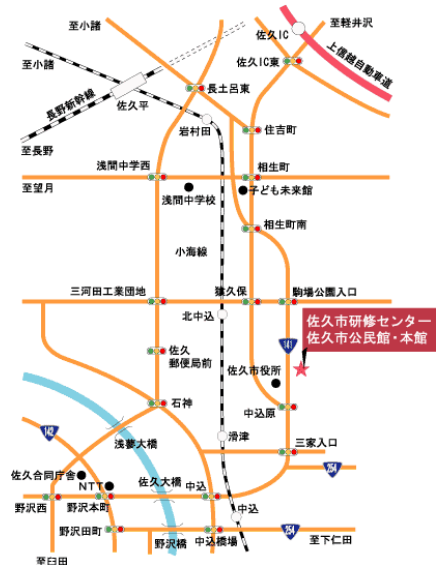 至小諸
至軽井沢
佐久IC
上信越自動車道
至小諸
佐久IC東
長野新幹線
佐久平
長土呂東
岩村田
住吉町
至長野
浅間中学西
相生町
至望月
浅間中学校
子ども未来館
相生町南
小海線
三河田工業団地
猿久保
駒場公園入口
北中込
佐久市研修センター
佐久市公民館・本館
141
佐久
郵便局前
佐久市役所
石神
中込原
142
浅蓼大橋
滑津
三家入口
254
佐久合同庁舎
NTT
佐久大橋
中込
野沢西
野沢本町
中込
野沢田町
野沢橋
中込橋場
254
至下仁田
至臼田